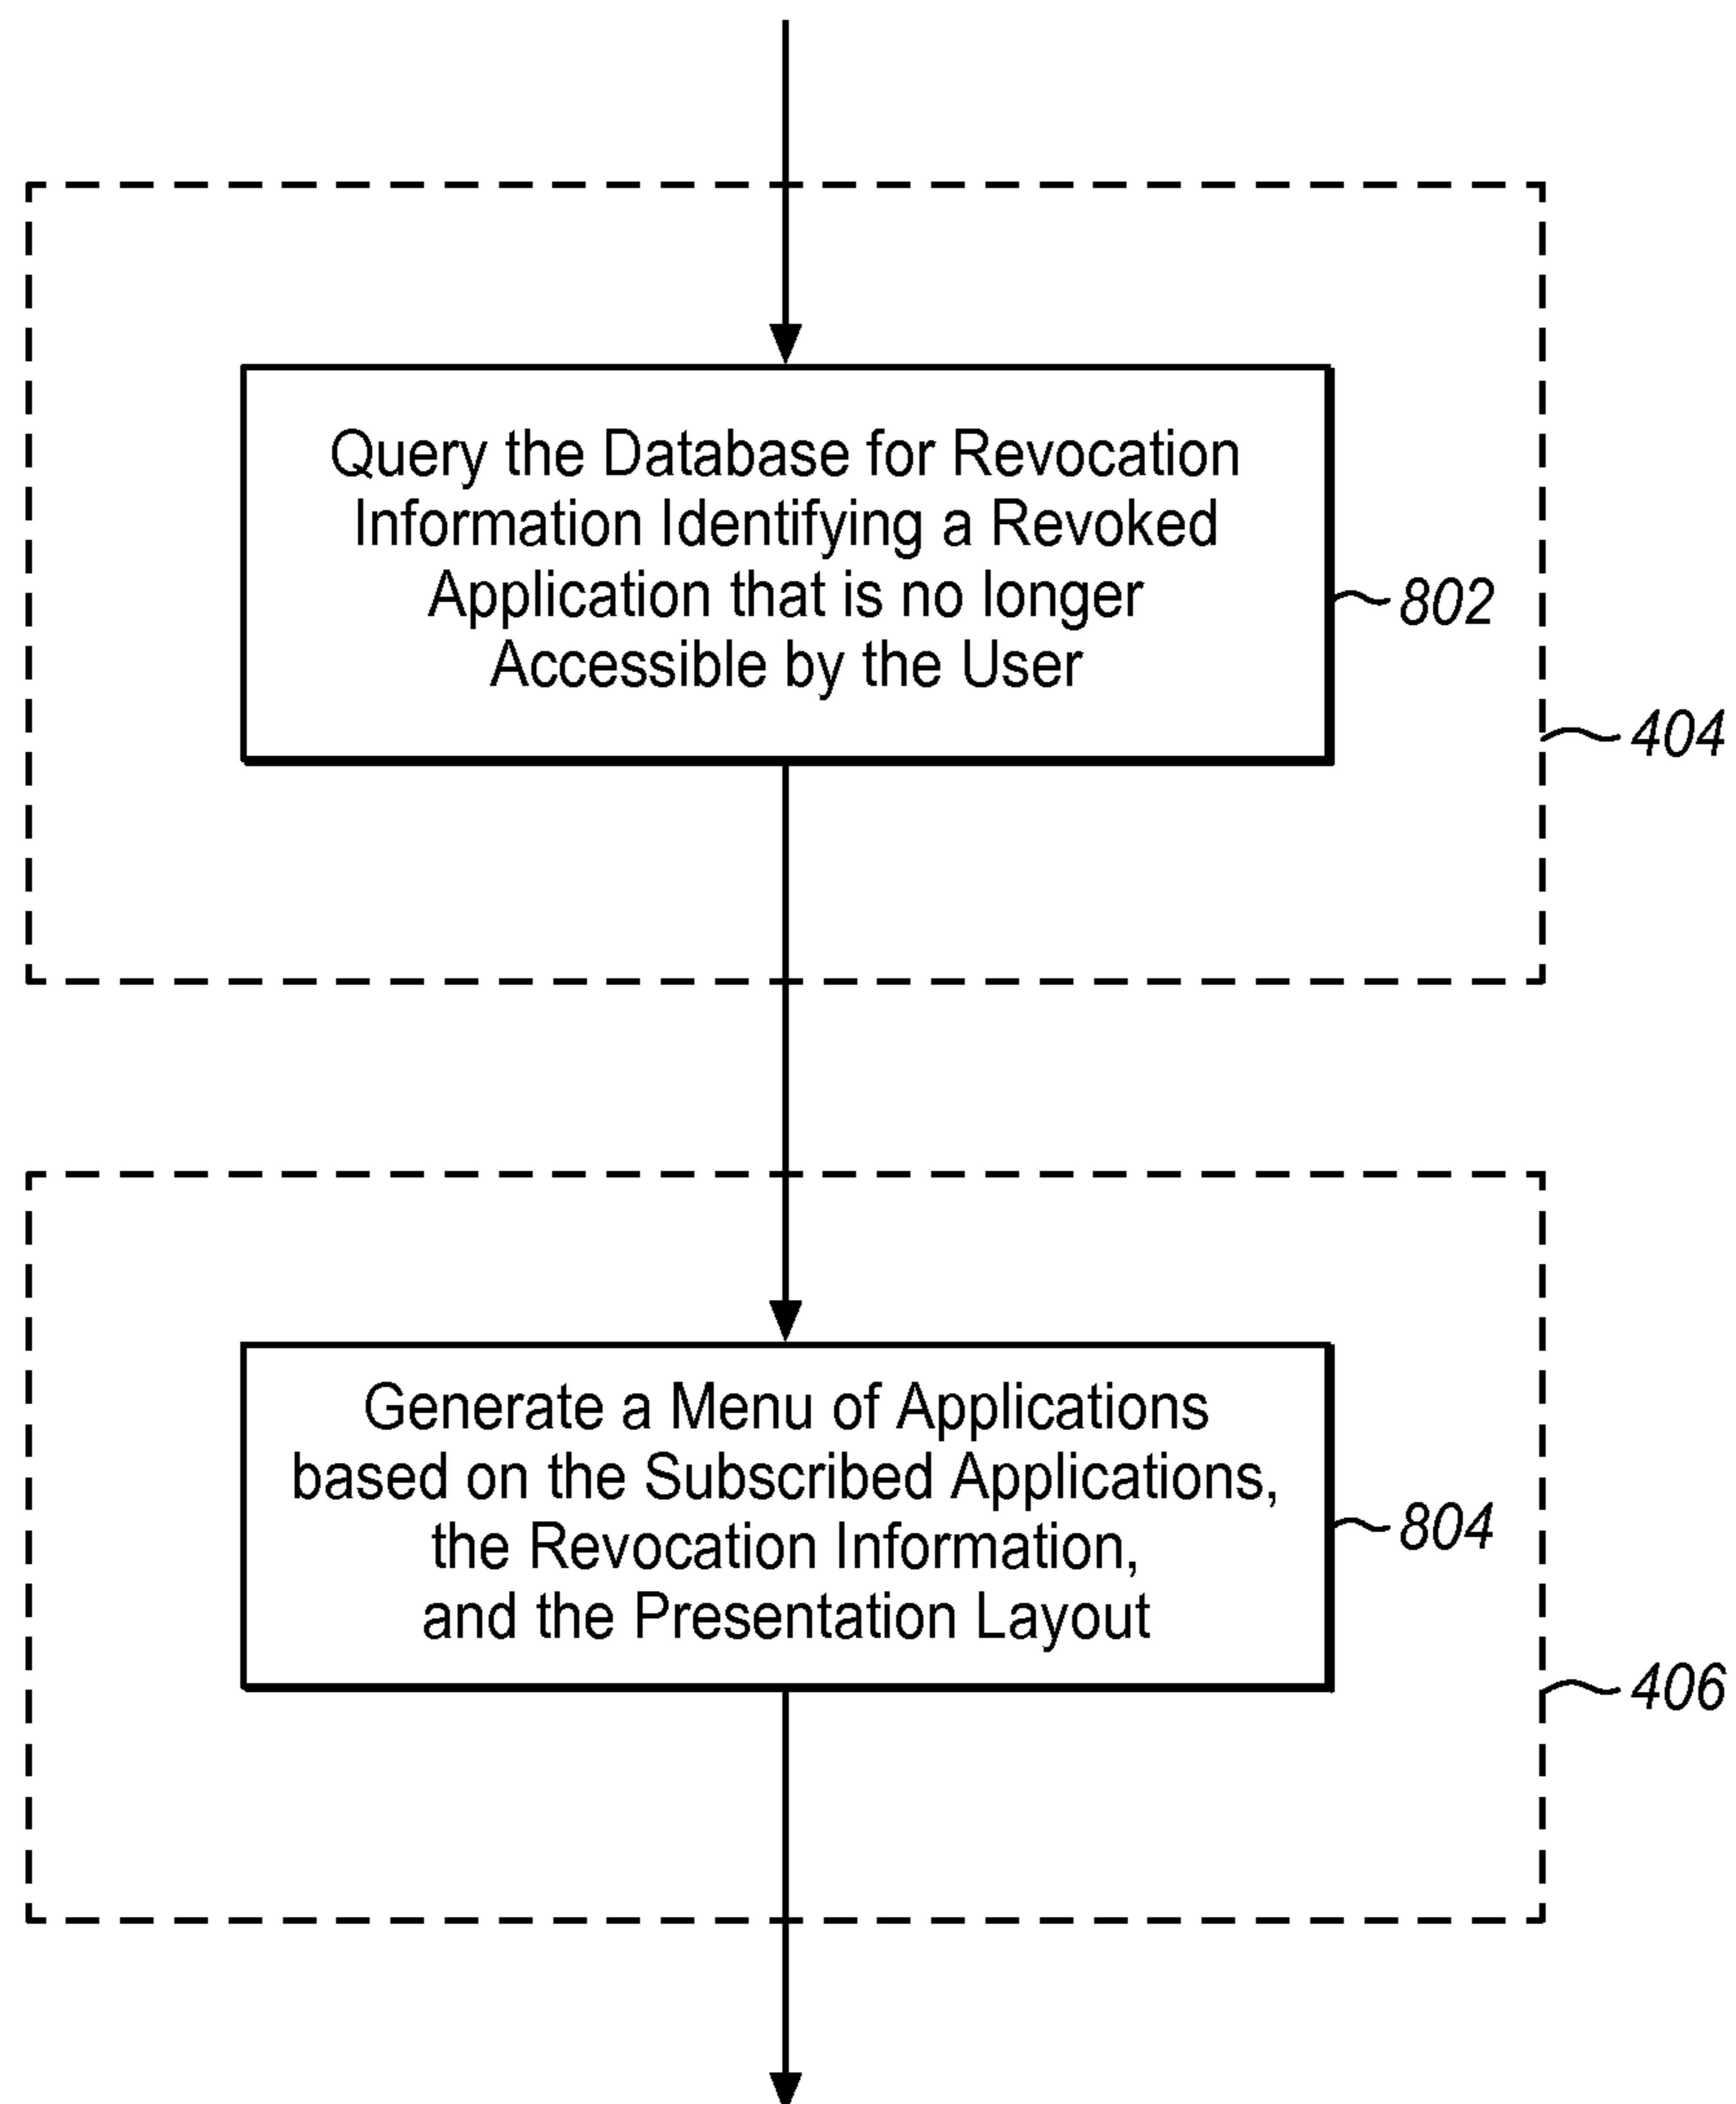 Query the Database for Revocation
Information Identifying a Revoked
Application that is no longer
Accessible by the User
802
404
Generate a Menu of Applications
based on the Subscribed Applications,
the Revocation Information,
and the Presentation Layout
804
406